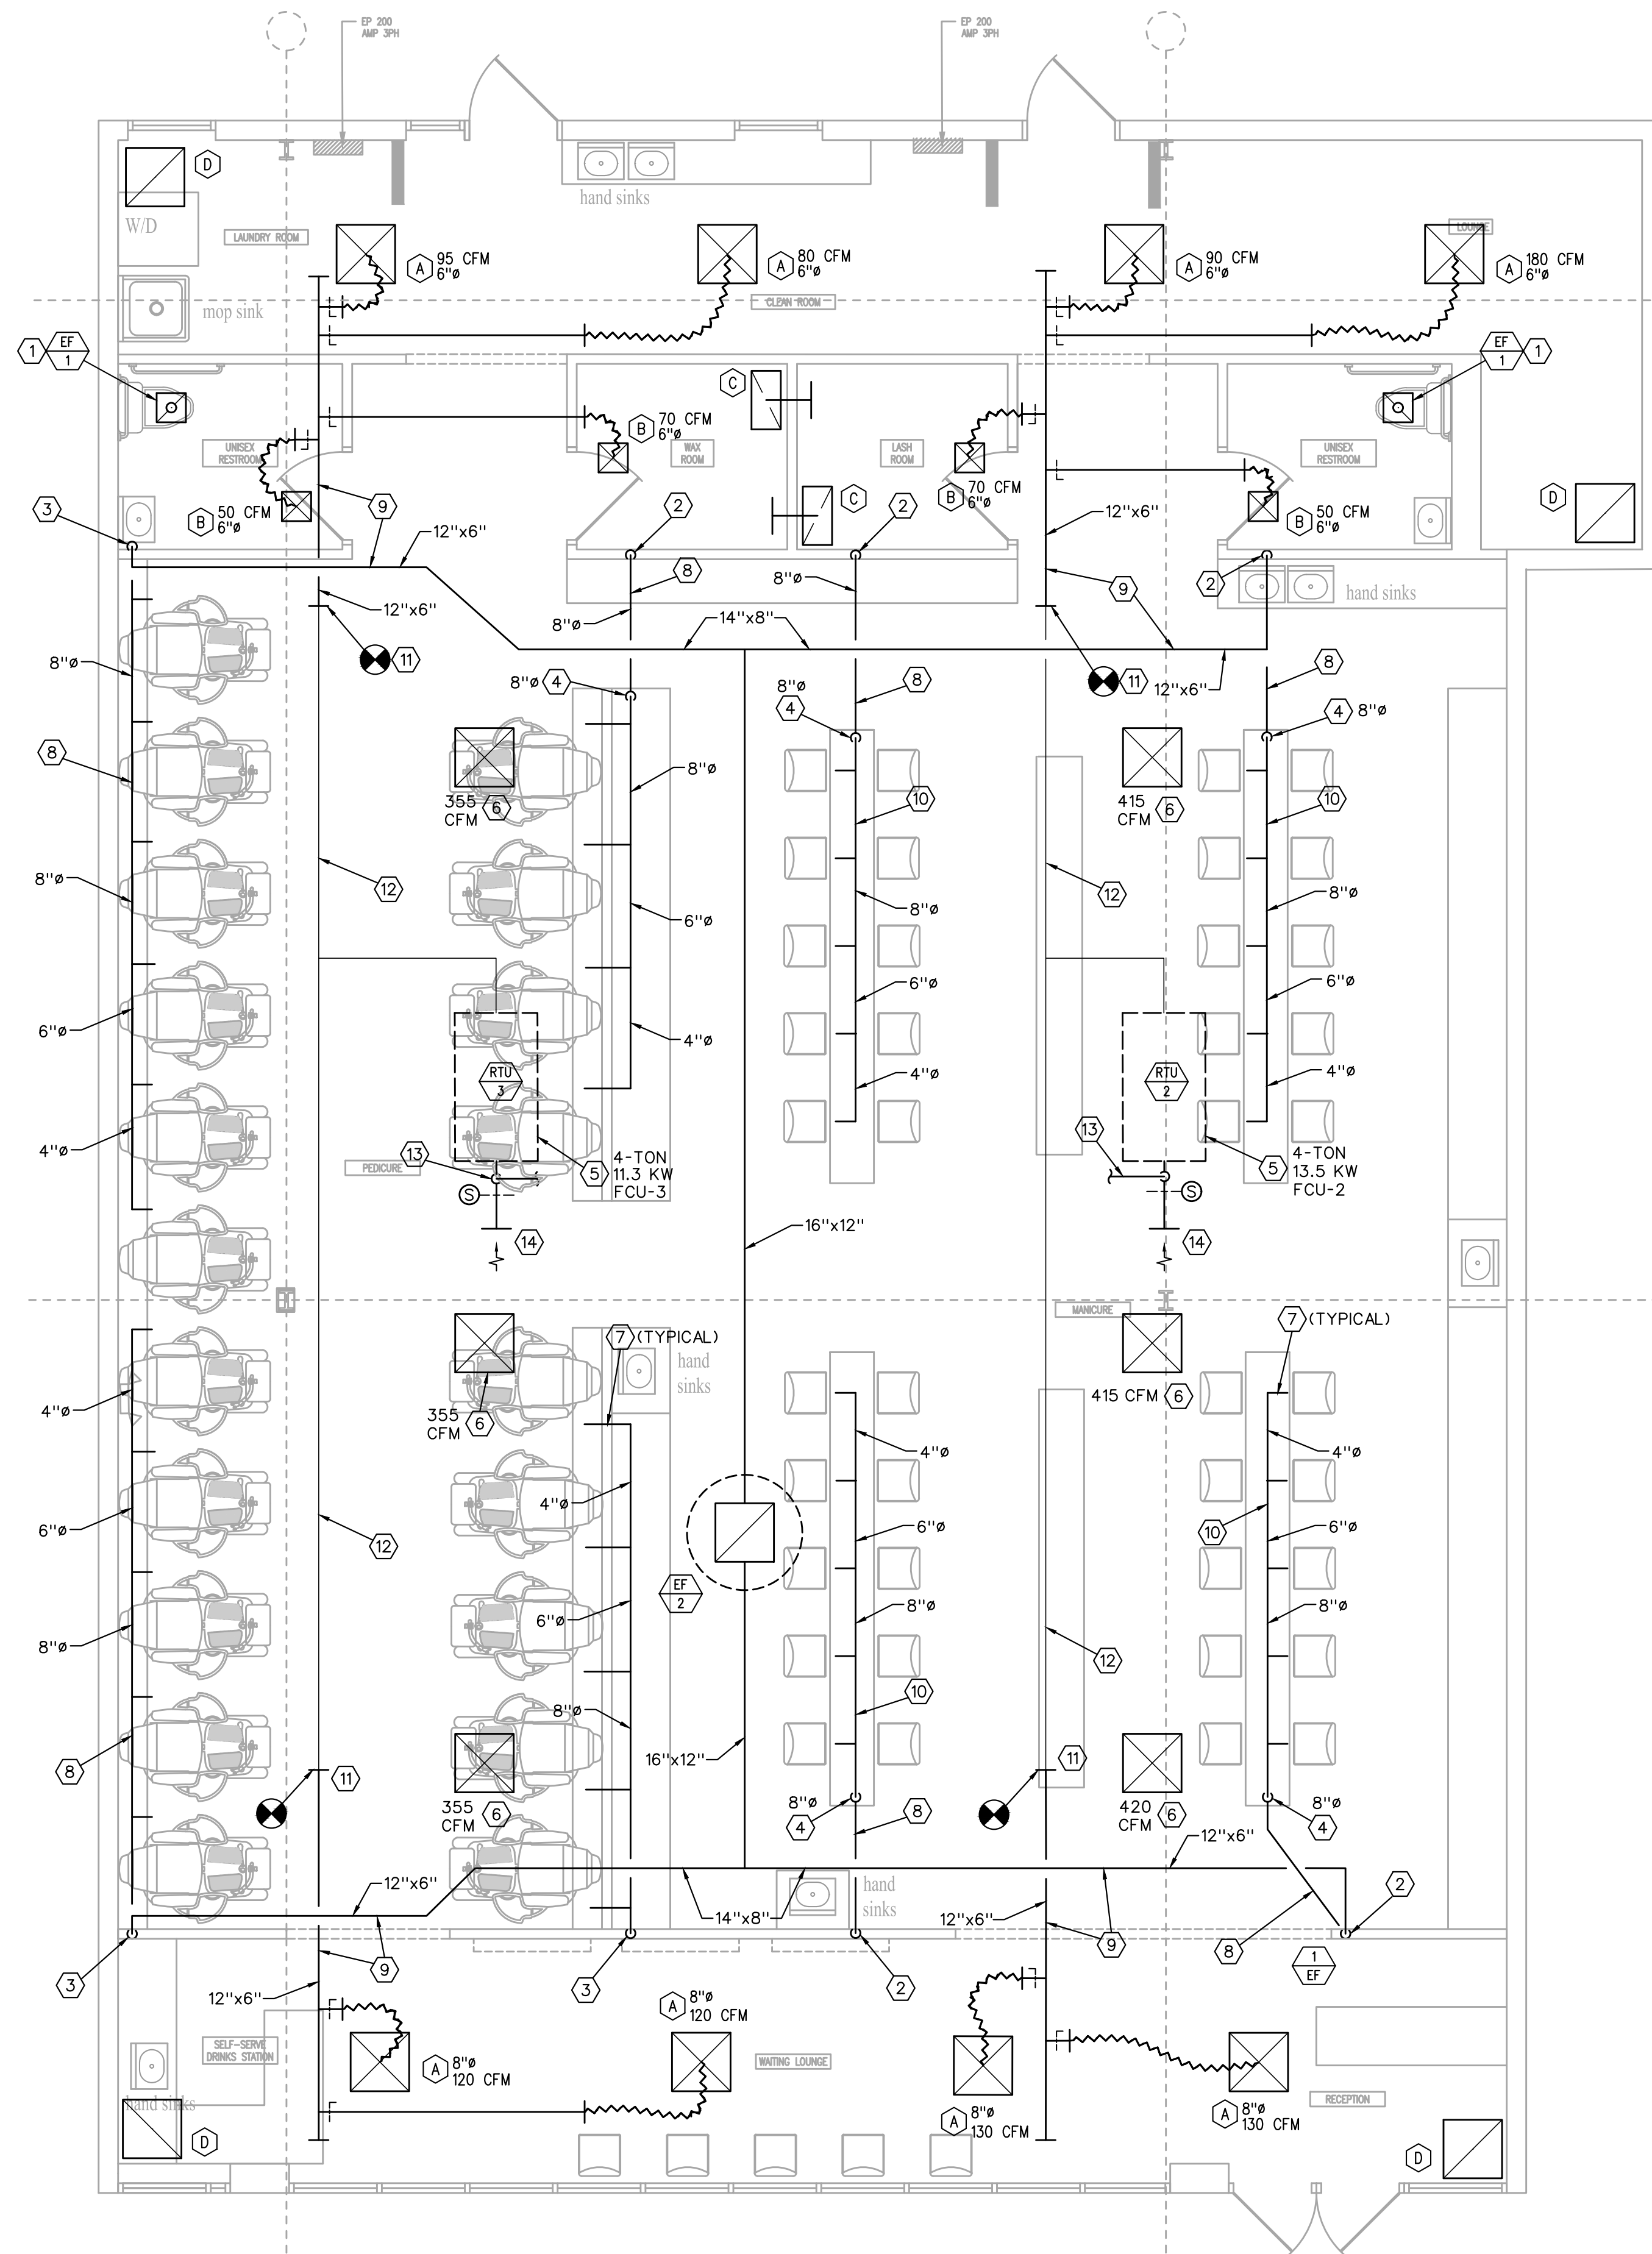 EP 200
AMP 3PH
EP 200
AMP 3PH
D
hand sinks
W/D
LAUNDRY ROOM
LOUNGE
A
95 CFM
6"ø
A
80 CFM
6"ø
A
90 CFM
6"ø
A
180 CFM
6"ø
mop sink
CLEAN ROOM
1
EF
1
EF
1
1
C
B
70 CFM
6"ø
UNISEX
RESTROOM
WAX
ROOM
LASH
ROOM
UNISEX
RESTROOM
B
50 CFM
6"ø
C
B
70 CFM
6"ø
B
50 CFM
6"ø
D
3
9
2
2
12"x6"
12"x6"
8
8"ø
2
9
hand sinks
12"x6"
8"ø
14"x8"
11
8"ø
8"ø
4
8"ø
4
8
11
12"x6"
8
4
8"ø
8
355
CFM
6
8"ø
10
415
CFM
6
10
8"ø
12
8"ø
12
8"ø
6"ø
6"ø
6"ø
6"ø
4"ø
4"ø
4"ø
4"ø
RTU
3
RTU
2
13
13
PEDICURE
5
4-TON
11.3 KW
FCU-3
5
4-TON
13.5 KW
FCU-2
S
S
14
14
16"x12"
MANICURE
7
(TYPICAL)
7
(TYPICAL)
hand
sinks
4"ø
355
CFM
6
415 CFM
6
4"ø
4"ø
4"ø
6"ø
12
6"ø
10
6"ø
EF
2
6"ø
8"ø
8"ø
8"ø
12
8"ø
10
16"x12"
8
11
11
355
CFM
6
8"ø
4
8
420
CFM
6
8"ø
4
12"x6"
12"x6"
hand
sinks
2
14"x8"
12"x6"
9
8
3
9
12"x6"
3
2
1
EF
A
8"ø
120 CFM
SELF-SERVE
DRINKS STATION
A
8"ø
120 CFM
WAITING LOUNGE
RECEPTION
hand sinks
A
8"ø
130 CFM
A
8"ø
130 CFM
D
D